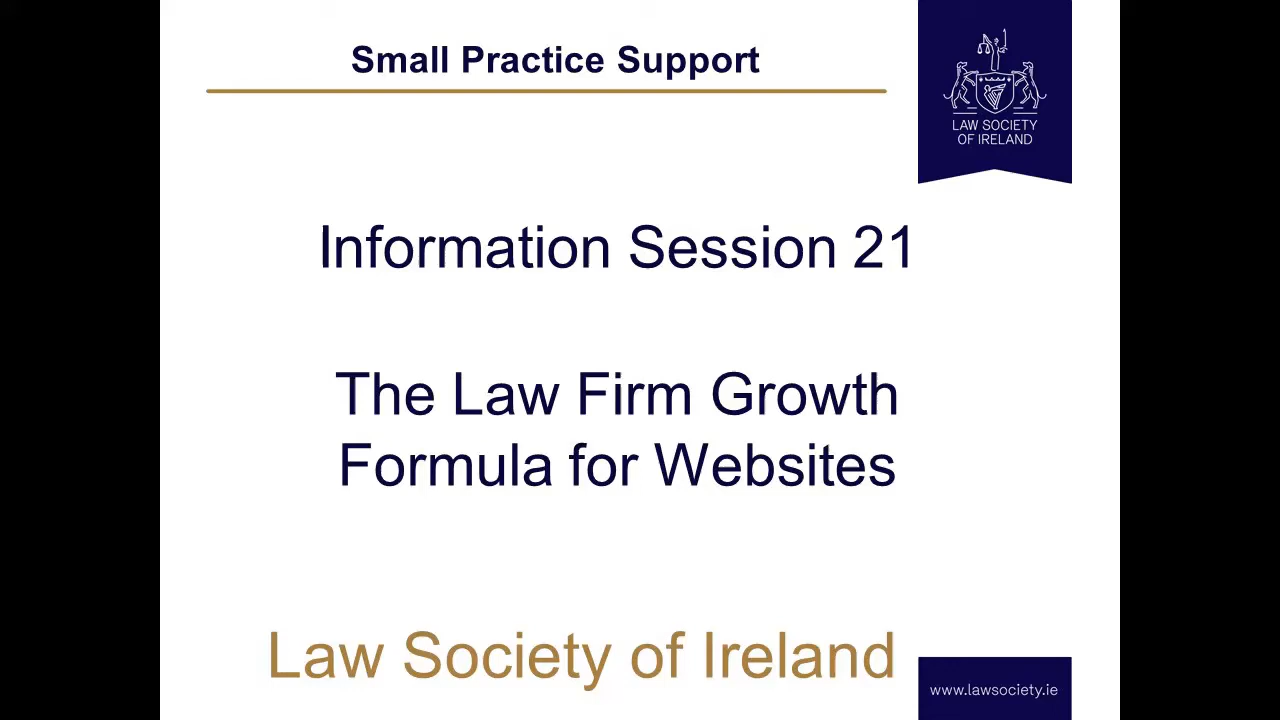 Small Practice Support
LAW SOCIETY
OF IRELAND
Information Session 21
The Law Firm Growth
Formula for Websites
Law Society of Ireland
www.lawsociety.ie